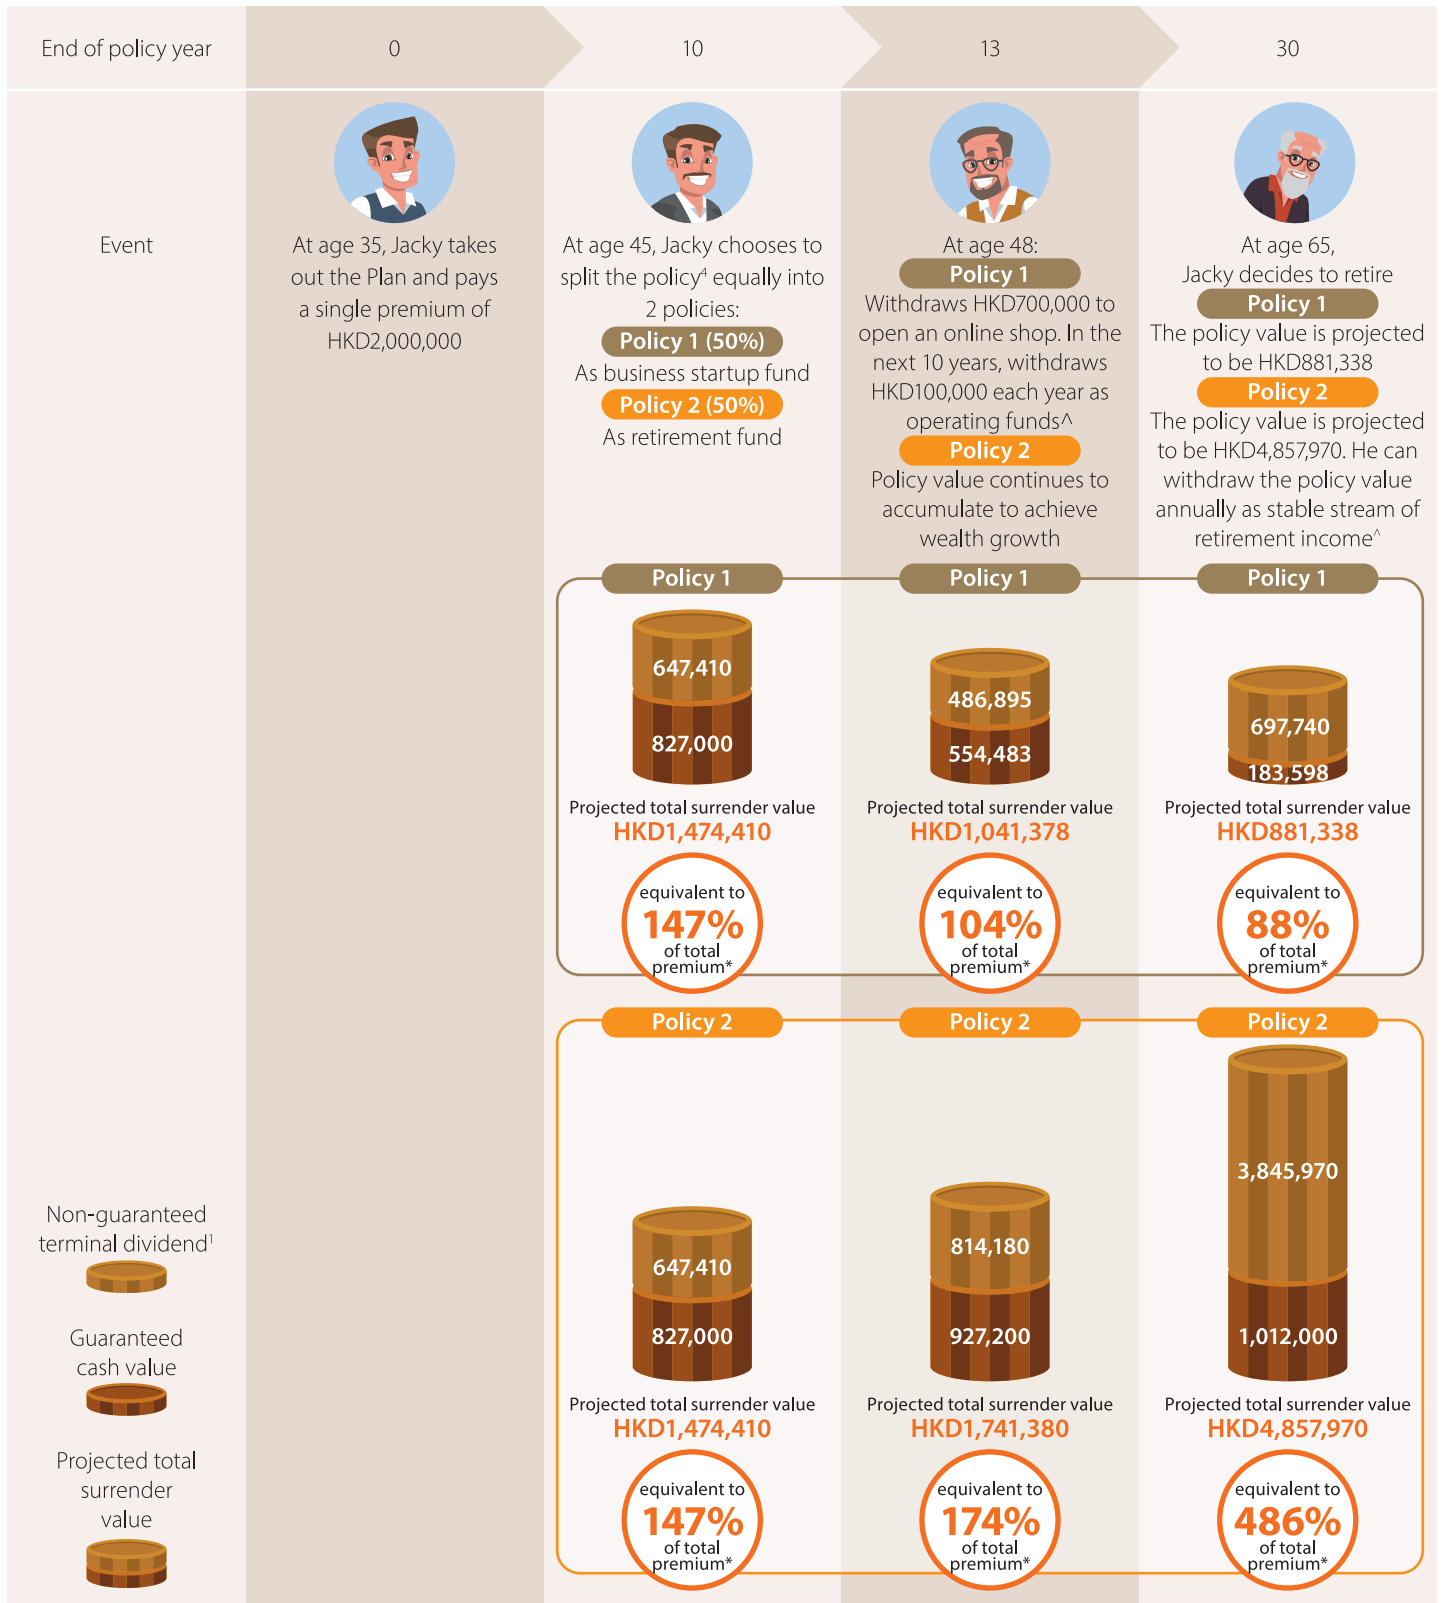 End of policy year
0
10
13
30
Event
At age 35, Jacky takes
out the Plan and pays
a single premium of
HKD2,000,000
At age 45, Jacky chooses to
split the policy⁴ equally into
2 policies:
Policy 1 (50%)
As business startup fund
Policy 2 (50%)
As retirement fund
At age 48:
Policy 1
Withdraws HKD700,000 to
open an online shop. In the
next 10 years, withdraws
HKD100,000 each year as
operating funds^
Policy 2
Policy value continues to
accumulate to achieve
wealth growth
At age 65,
Jacky decides to retire
Policy 1
The policy value is projected
to be HKD881,338
Policy 2
The policy value is projected
to be HKD4,857,970. He can
withdraw the policy value
annually as stable stream of
retirement income^
Policy 1
647,410
827,000
Projected total surrender value
HKD1,474,410
equivalent to
147%
of total
premium*
Policy 1
486,895
554,483
Projected total surrender value
HKD1,041,378
equivalent to
104%
of total
premium*
Policy 1
697,740
183,598
Projected total surrender value
HKD881,338
equivalent to
88%
of total
premium*
Policy 2
647,410
827,000
Projected total surrender value
HKD1,474,410
equivalent to
147%
of total
premium*
Policy 2
814,180
927,200
Projected total surrender value
HKD1,741,380
equivalent to
174%
of total
premium*
Policy 2
3,845,970
1,012,000
Projected total surrender value
HKD4,857,970
equivalent to
486%
of total
premium*
Non-guaranteed
terminal dividend¹
Guaranteed
cash value
Projected total
surrender
value